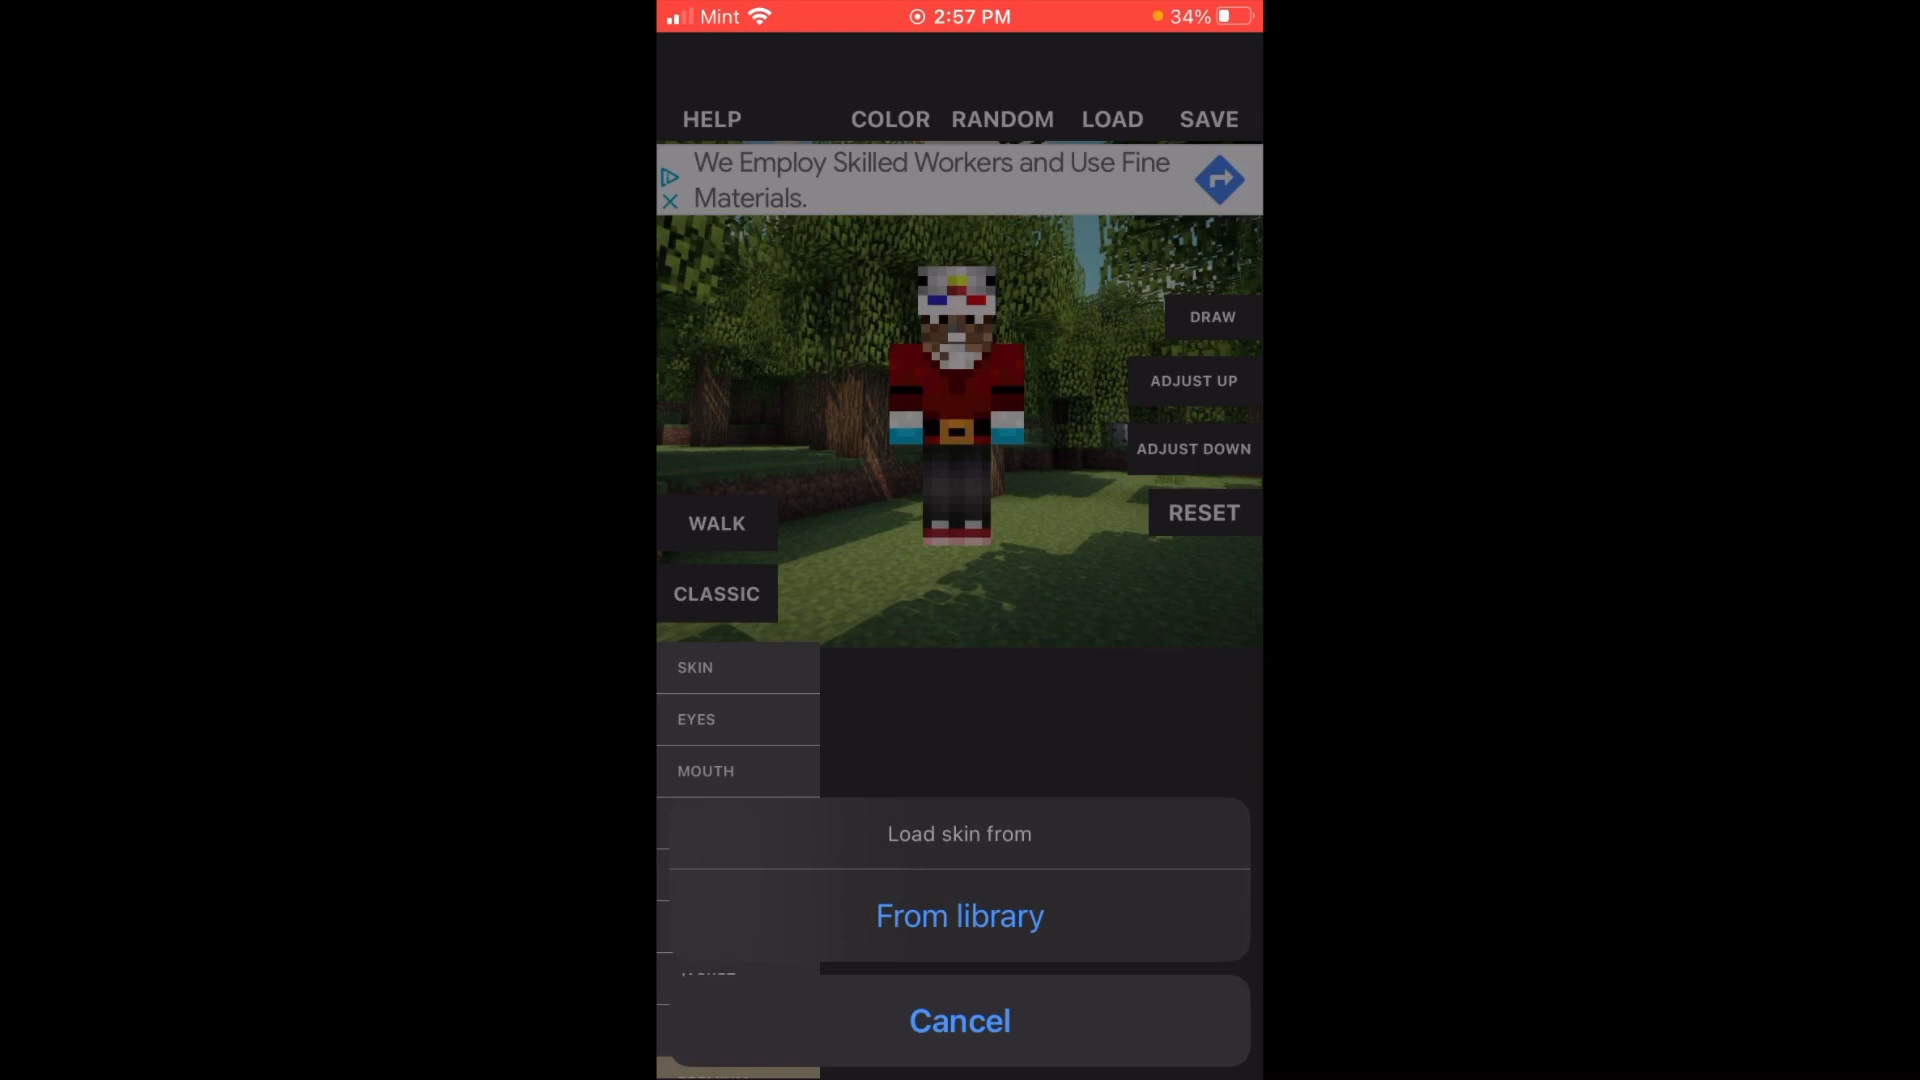 Mint 2:57 PM 34%
HELP COLOR RANDOM LOAD SAVE
We Employ Skilled Workers and Use Fine
Materials.
DRAW
ADJUST UP
ADJUST DOWN
RESET
WALK
CLASSIC
SKIN
EYES
MOUTH
Load skin from
From library
Cancel